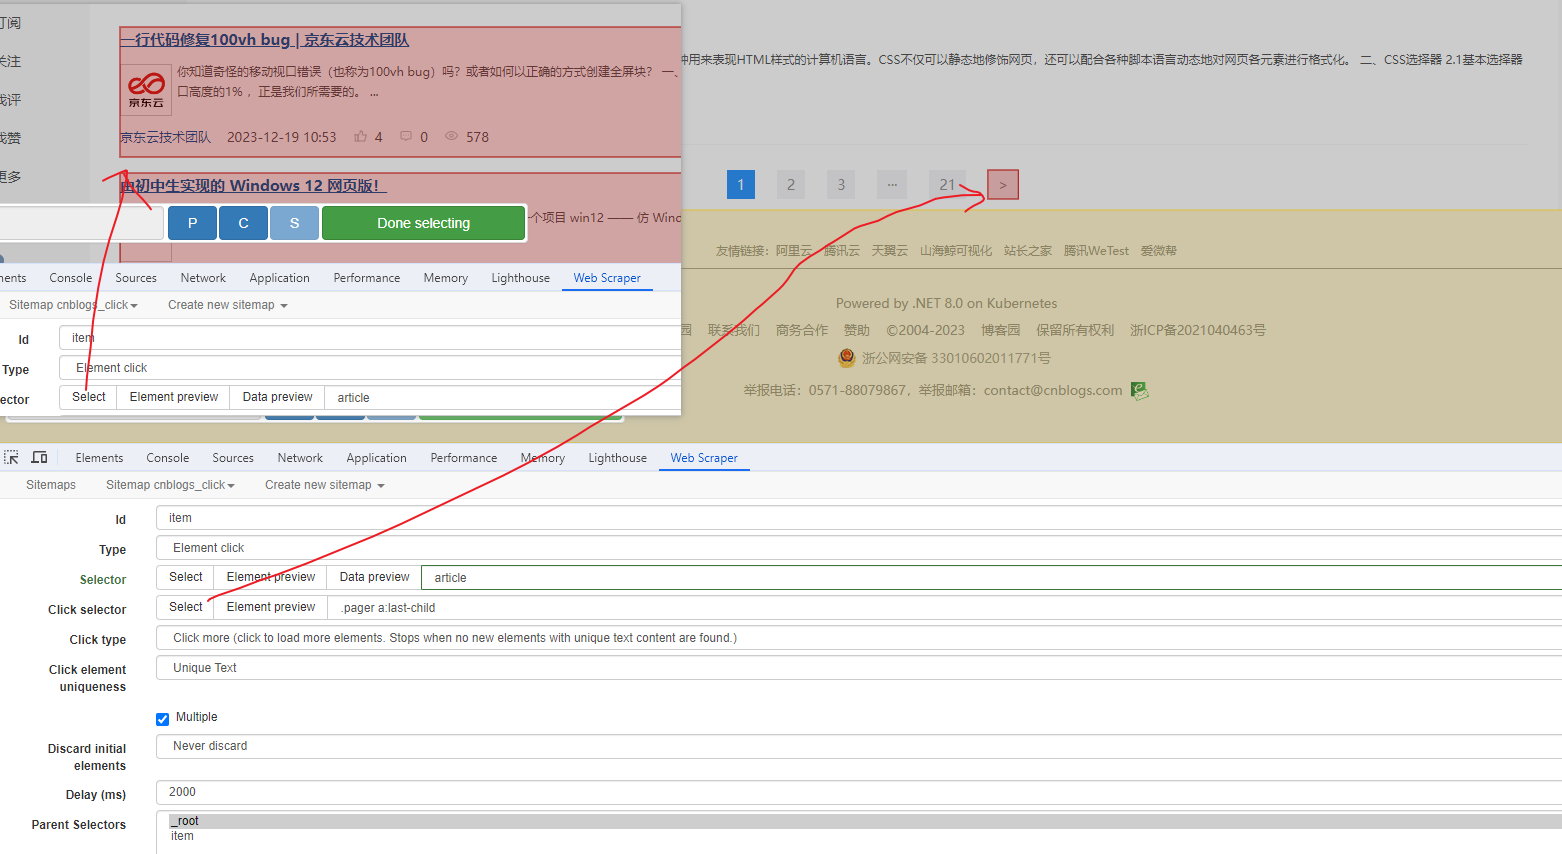 订阅
一行代码修复100vh bug | 京东云技术团队
关注
种用来表现HTML样式的计算机语言。CSS不仅可以静态地修饰网页，还可以配合各种脚本语言动态地对网页各元素进行格式化。 二、CSS选择器 2.1基本选择器
你知道奇怪的移动视口错误（也称为100vh bug）吗？或者如何以正确的方式创建全屏块？ 一、
口高度的1%，正是我们所需要的。 ...
京东云
我评
我赞
京东云技术团队 2023-12-19 10:53 4 0 578
更多
由初中生实现的 Windows 12 网页版！
1 2 3 ··· 21 >
一个项目 win12 —— 仿 Wind
P C S Done selecting
友情链接： 阿里云 腾讯云 天翼云 山海鲸可视化 站长之家 腾讯WeTest 爱微帮
ments Console Sources Network Application Performance Memory Lighthouse Web Scraper
Sitemap cnblogs_click Create new sitemap
Powered by .NET 8.0 on Kubernetes
Id item
园 联系我们 商务合作 赞助 ©2004-2023 博客园 保留所有权利 浙ICP备2021040463号
浙公网安备 33010602011771号
Type Element click
举报电话：0571-88079867，举报邮箱：contact@cnblogs.com
ector Select Element preview Data preview article
Elements Console Sources Network Application Performance Memory Lighthouse Web Scraper
Sitemaps Sitemap cnblogs_click Create new sitemap
Id item
Type Element click
Selector Select Element preview Data preview article
Click selector Select Element preview .pager a:last-child
Click type Click more (click to load more elements. Stops when no new elements with unique text content are found.)
Click element uniqueness Unique Text
Multiple
Discard initial elements Never discard
Delay (ms) 2000
Parent Selectors _root
item